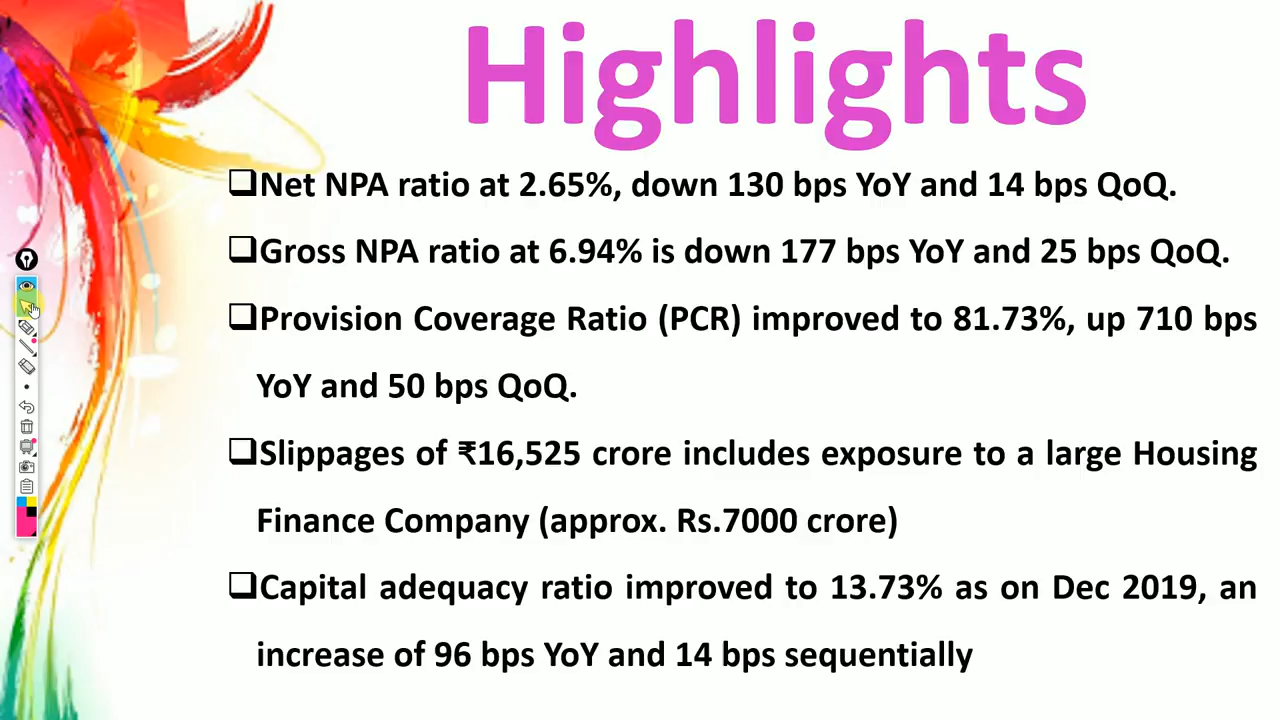 Highlights
❑Net NPA ratio at 2.65%, down 130 bps YoY and 14 bps QoQ.
❑Gross NPA ratio at 6.94% is down 177 bps YoY and 25 bps QoQ.
❑Provision Coverage Ratio (PCR) improved to 81.73%, up 710 bps
YoY and 50 bps QoQ.
❑Slippages of ₹16,525 crore includes exposure to a large Housing
Finance Company (approx. Rs.7000 crore)
❑Capital adequacy ratio improved to 13.73% as on Dec 2019, an
increase of 96 bps YoY and 14 bps sequentially